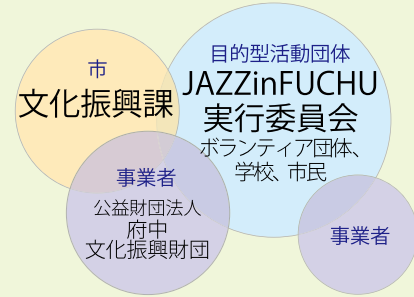 市
文化振興課
目的型活動団体
JAZZinFUCHU
実行委員会
ボランティア団体、
学校、市民
事業者
公益財団法人
府中
文化振興財団
事業者